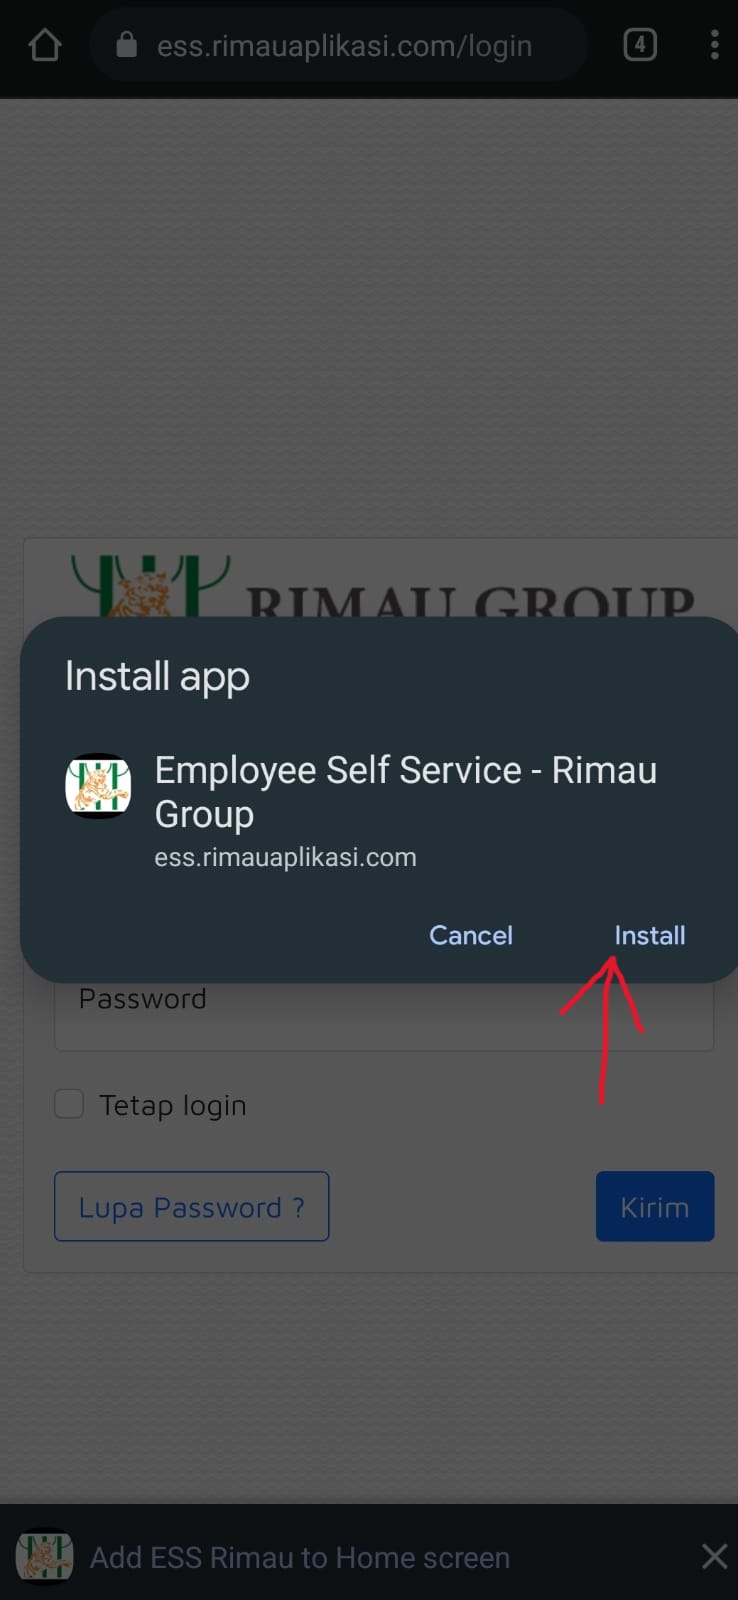 ess.rimauaplikasi.com/login
4
RIMAU GROUP
Install app
Employee Self Service - Rimau
Group
ess.rimauaplikasi.com
Cancel
Install
Password
Tetap login
Lupa Password ?
Kirim
Add ESS Rimau to Home screen